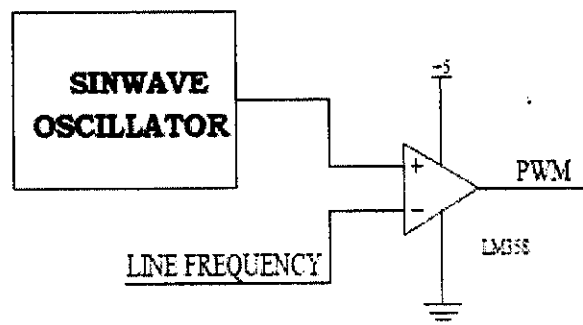 SINWAVE
OSCILLATOR
+5
+
PWM
−
LM358
LINE FREQUENCY